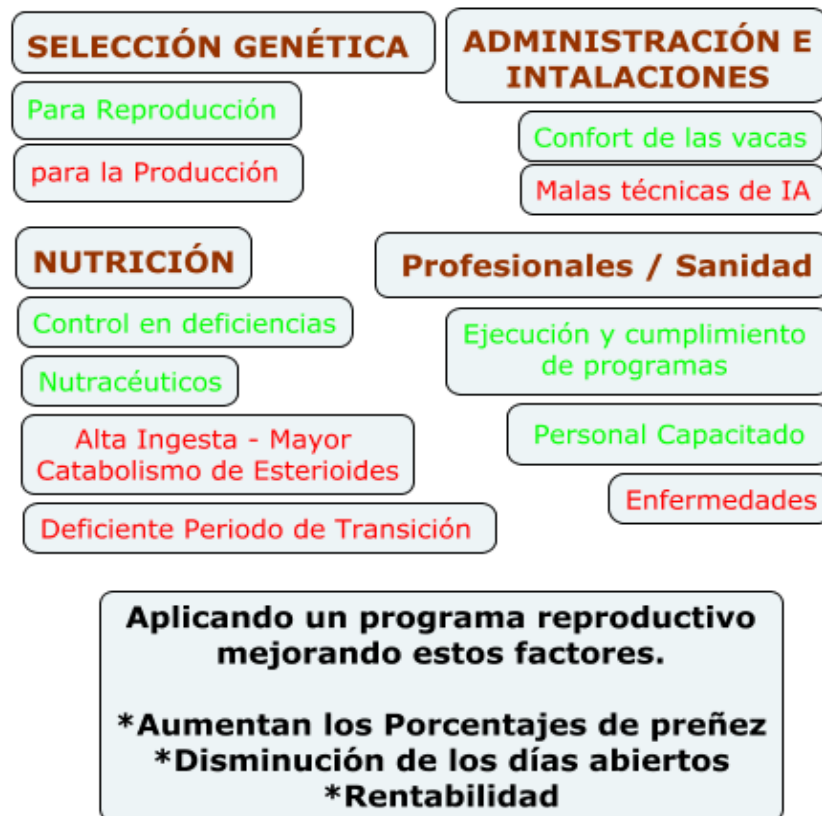 SELECCIÓN GENÉTICA
Para Reproducción
para la Producción
ADMINISTRACIÓN E
INTALACIONES
Confort de las vacas
Malas técnicas de IA
NUTRICIÓN
Control en deficiencias
Nutracéuticos
Alta Ingesta - Mayor
Catabolismo de Esterioides
Deficiente Periodo de Transición
Profesionales / Sanidad
Ejecución y cumplimiento
de programas
Personal Capacitado
Enfermedades
Aplicando un programa reproductivo
mejorando estos factores.
*Aumentan los Porcentajes de preñez
*Disminución de los días abiertos
*Rentabilidad